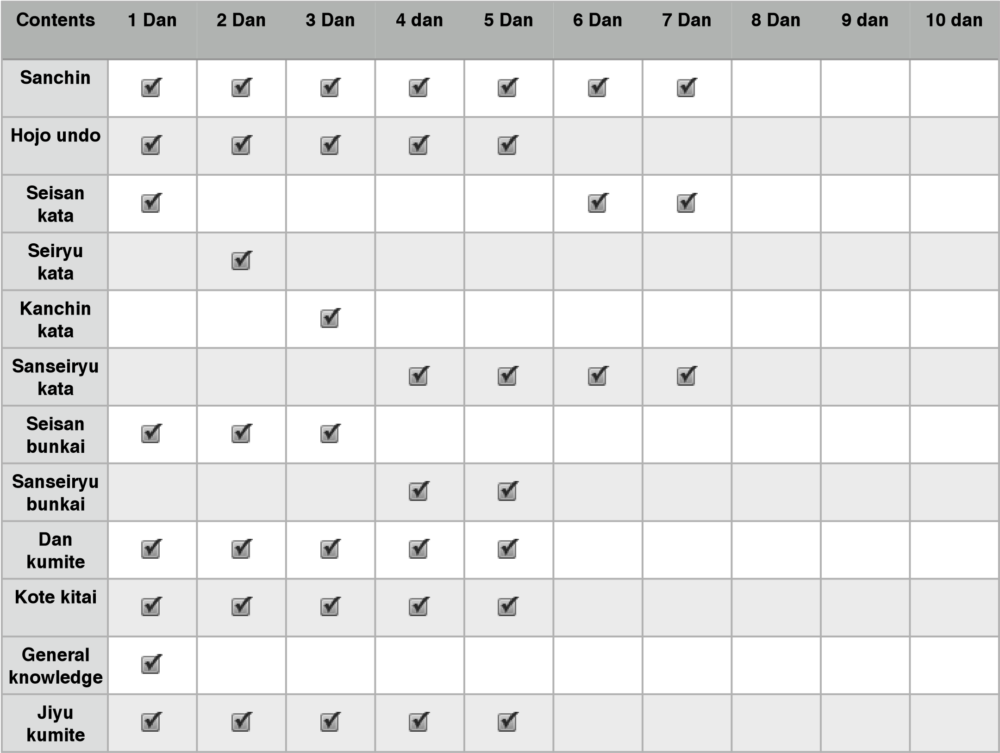 Contents 1 Dan 2 Dan 3 Dan 4 dan 5 Dan 6 Dan 7 Dan 8 Dan 9 dan 10 dan
Sanchin
Hojo undo
Seisan
kata
Seiryu
kata
Kanchin
kata
Sanseiryu
kata
Seisan
bunkai
Sanseiryu
bunkai
Dan
kumite
Kote kitai
General
knowledge
Jiyu
kumite